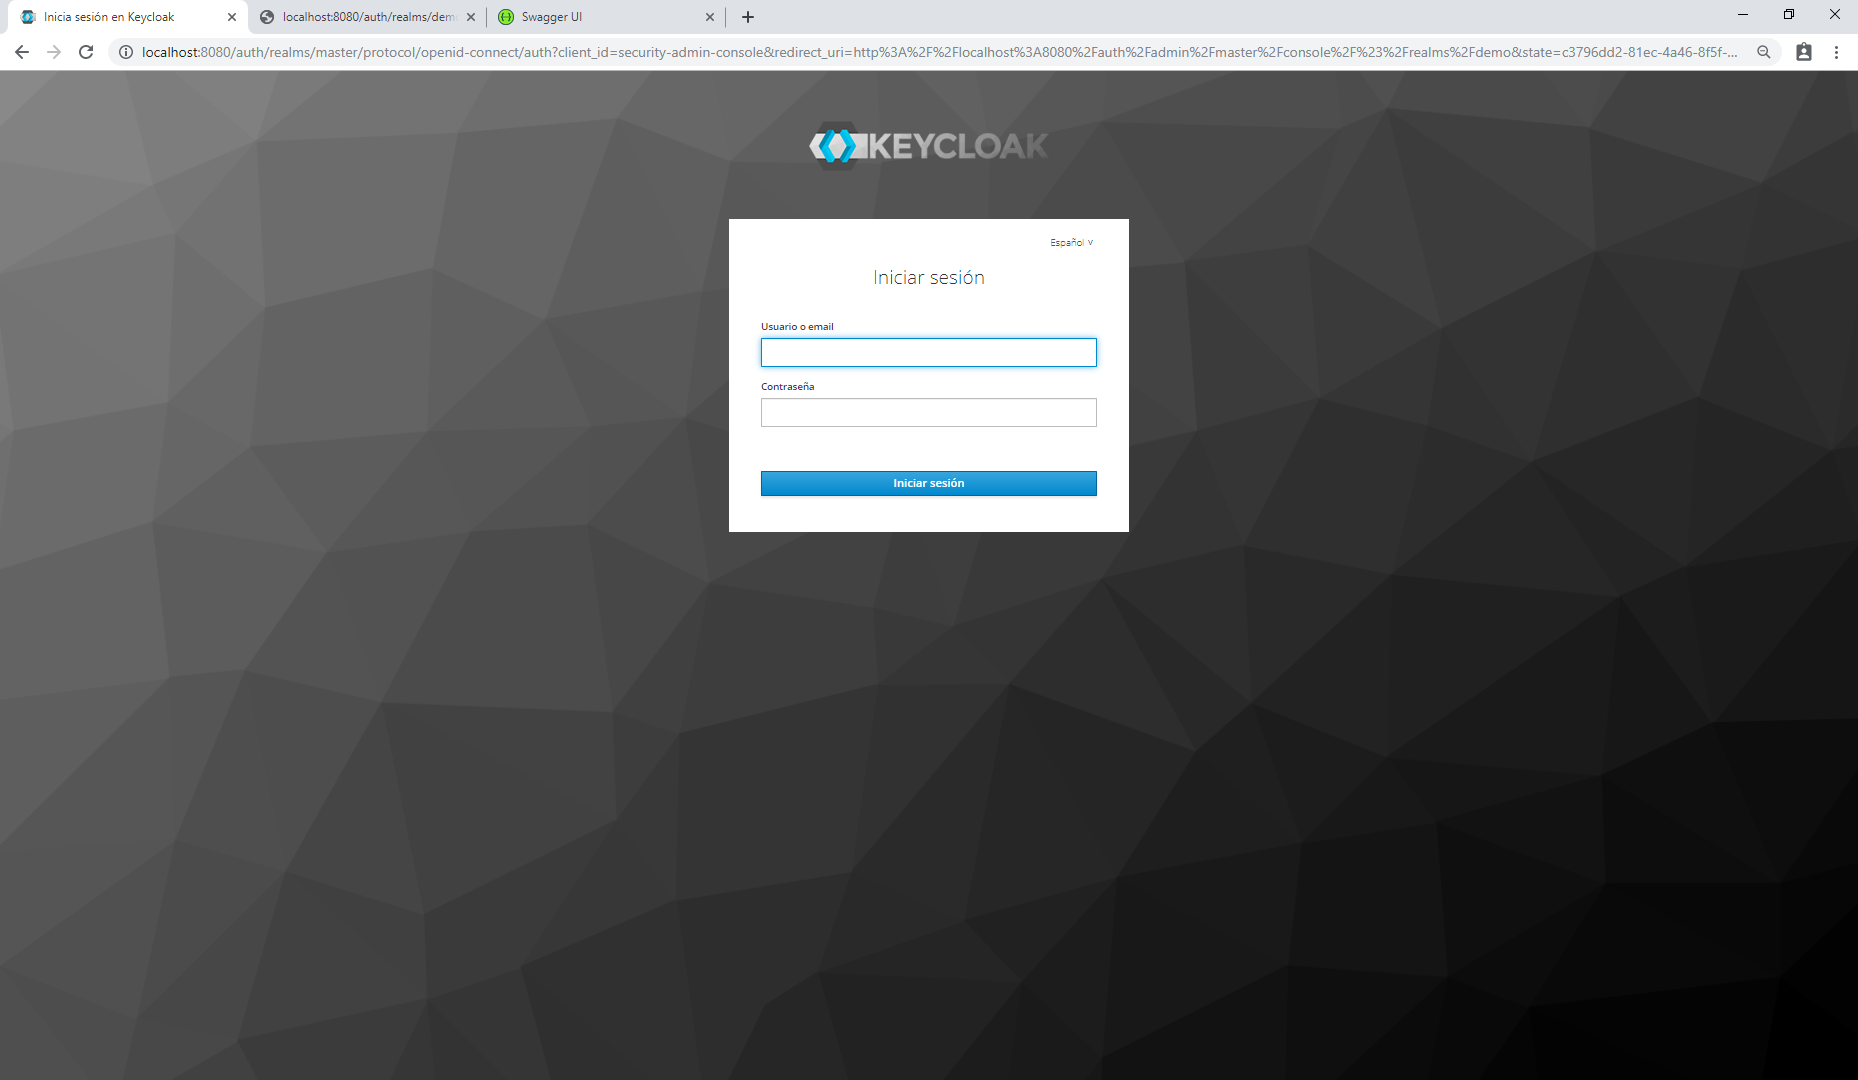 Inicia sesión en Keycloak
localhost:8080/auth/realms/dem
Swagger UI
localhost:8080/auth/realms/master/protocol/openid-connect/auth?client_id=security-admin-console&redirect_uri=http%3A%2F%2Flocalhost%3A8080%2Fauth%2Fadmin%2Fmaster%2Fconsole%2F%23%2Frealms%2Fdemo&state=c3796dd2-81ec-4a46-8f5f-...
KEYCLOAK
Español
Iniciar sesión
Usuario o email
Contraseña
Iniciar sesión